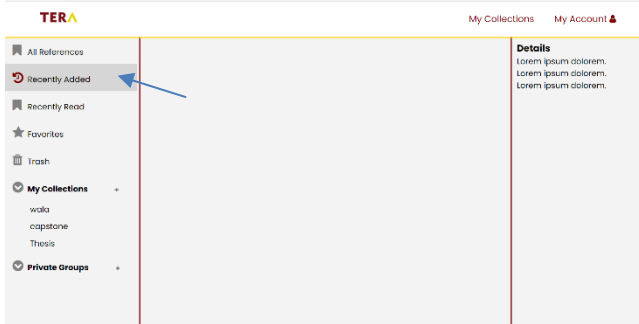 TERA
My Collections
My Account
All References
Recently Added
Recently Read
Favorites
Trash
My Collections +
wala
capstone
Thesis
Private Groups +
Details
Lorem ipsum dolorem.
Lorem ipsum dolorem.
Lorem ipsum dolorem.